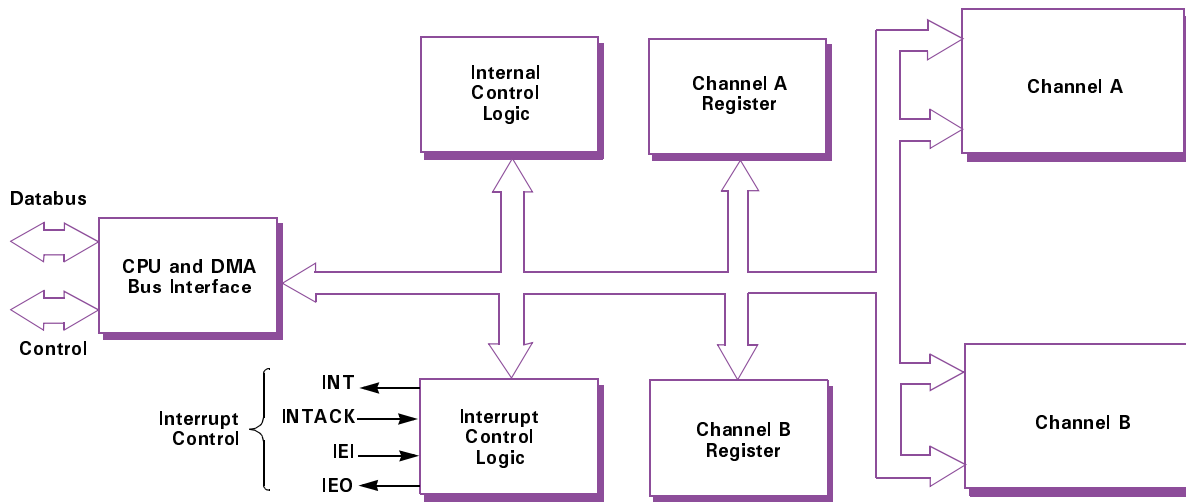 Internal
Control
Logic
Channel A
Register
Channel A
Databus
CPU and DMA
Bus Interface
Control
Interrupt
Control
INT
INTACK
IEI
IEO
Interrupt
Control
Logic
Channel B
Register
Channel B